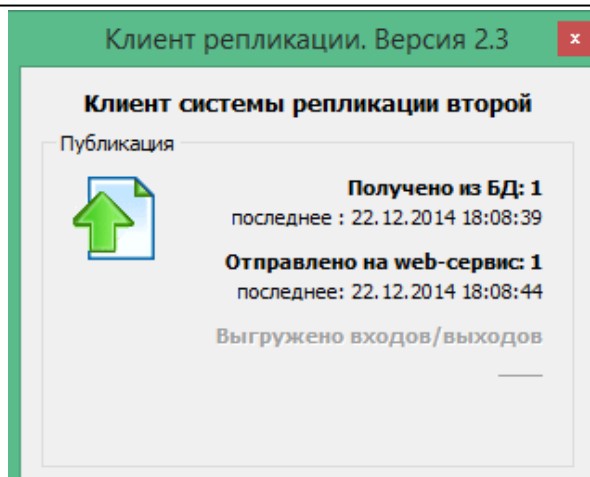 Клиент репликации. Версия 2.3
x
Клиент системы репликации второй
Публикация
Получено из БД: 1
последнее : 22.12.2014 18:08:39
Отправлено на web-сервис: 1
последнее: 22.12.2014 18:08:44
Выгружено входов/выходов